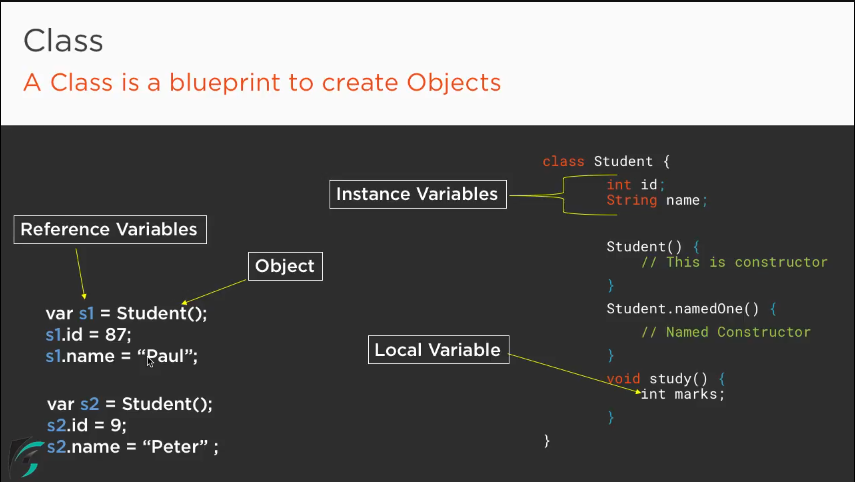 Class
A Class is a blueprint to create Objects
Reference Variables
Object
var s1 = Student();
s1.id = 87;
s1.name = “Paul”;
var s2 = Student();
s2.id = 9;
s2.name = “Peter” ;
Instance Variables
Local Variable
class Student {
int id;
String name;
Student() {
// This is constructor
}
Student.namedOne() {
// Named Constructor
}
void study() {
int marks;
}
}